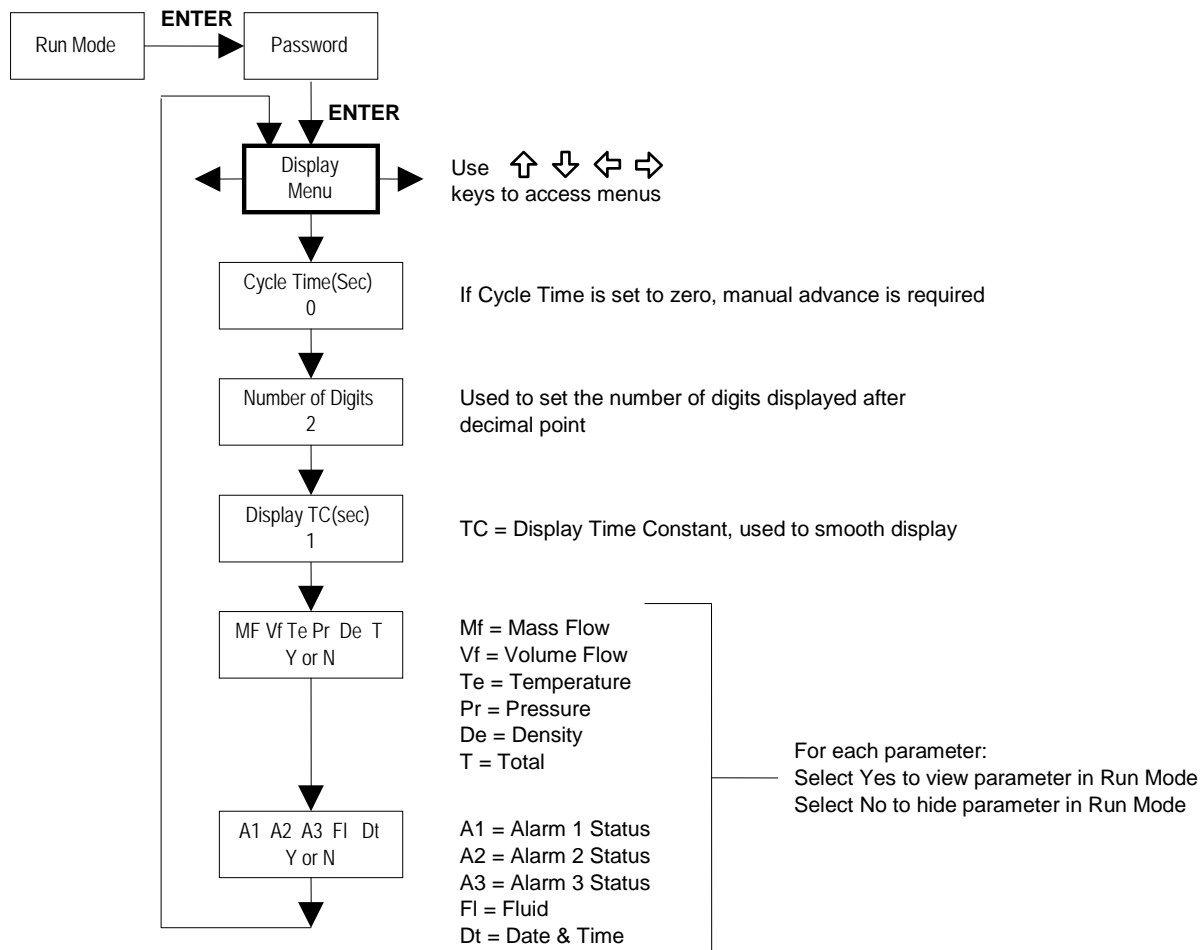 ENTER
Run Mode
Password
ENTER
Display
Menu
Use
keys to access menus
Cycle Time(Sec)
0
If Cycle Time is set to zero, manual advance is required
Number of Digits
2
Used to set the number of digits displayed after
decimal point
Display TC(sec)
1
TC = Display Time Constant, used to smooth display
MF Vf Te Pr De T
Y or N
Mf = Mass Flow
Vf = Volume Flow
Te = Temperature
Pr = Pressure
De = Density
T = Total
For each parameter:
Select Yes to view parameter in Run Mode
Select No to hide parameter in Run Mode
A1 A2 A3 Fl Dt
Y or N
A1 = Alarm 1 Status
A2 = Alarm 2 Status
A3 = Alarm 3 Status
Fl = Fluid
Dt = Date & Time